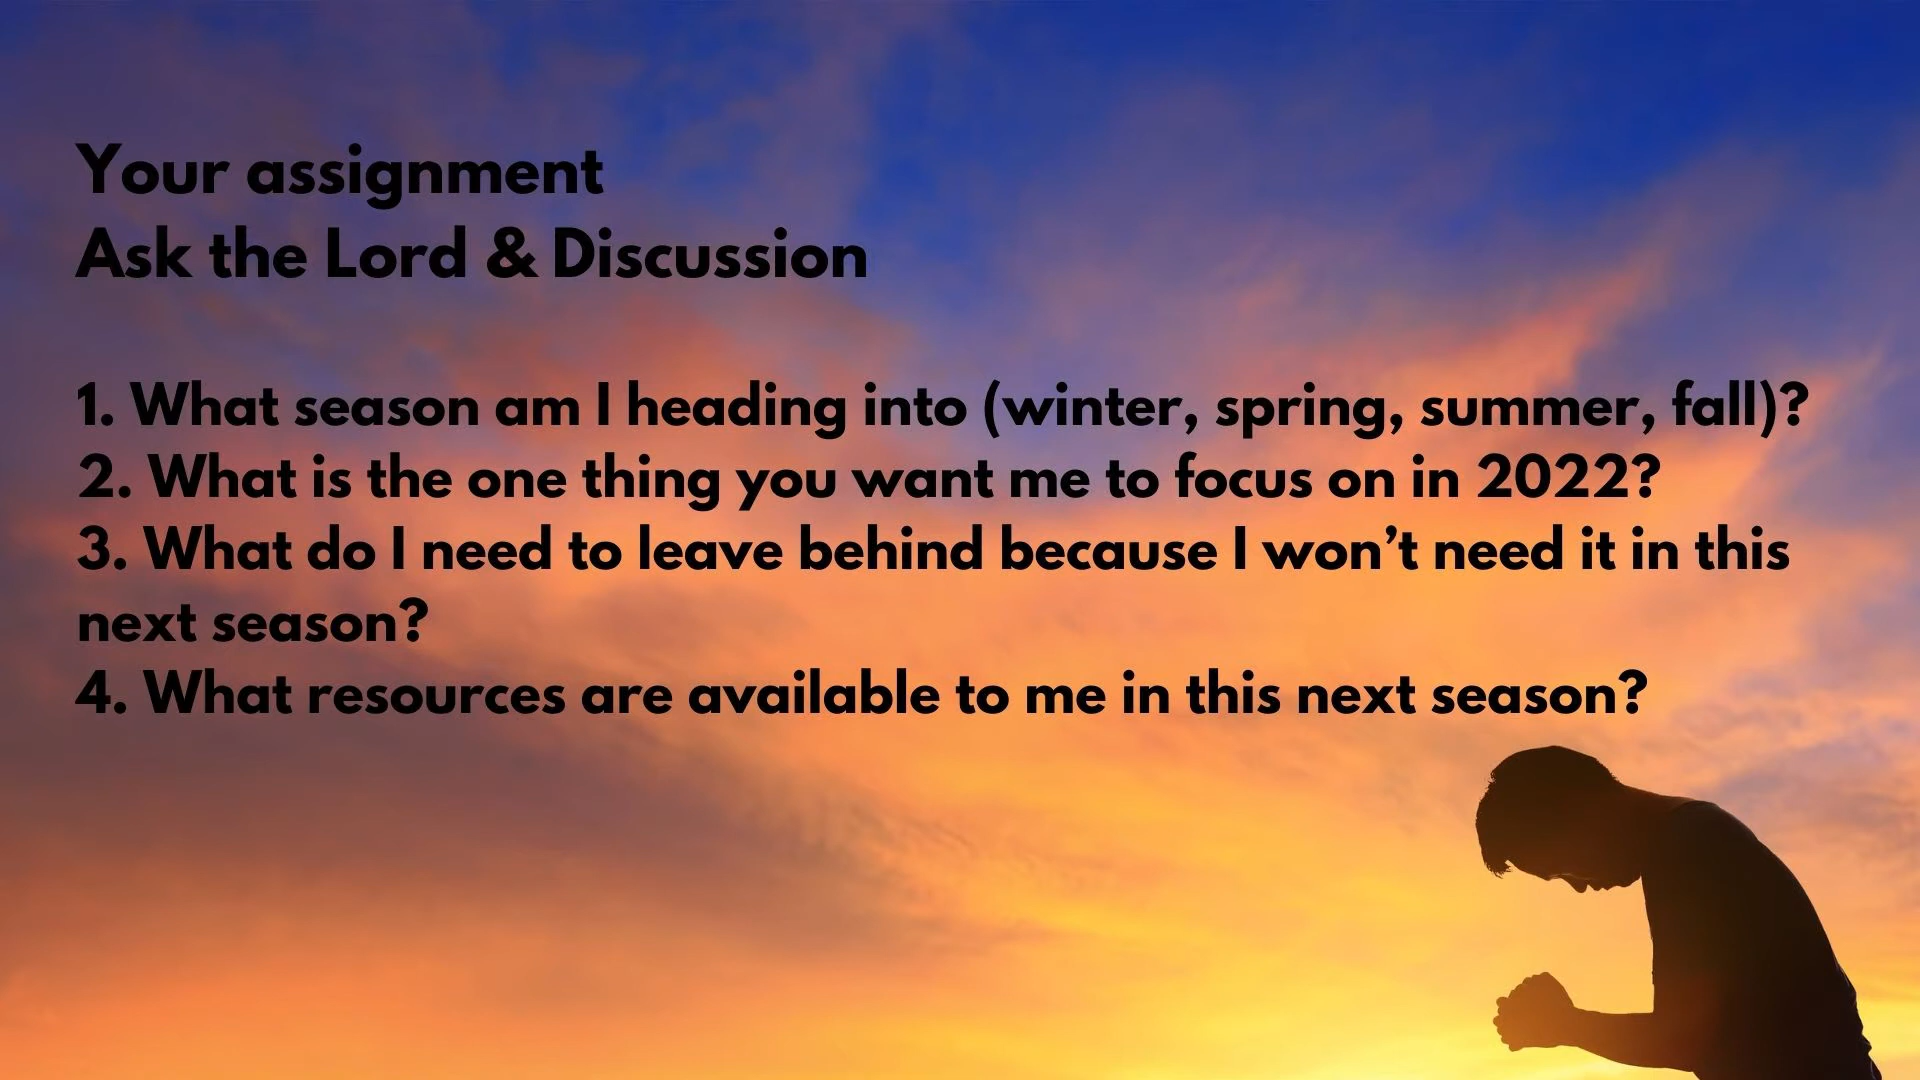 Your assignment
Ask the Lord & Discussion
1. What season am I heading into (winter, spring, summer, fall)?
2. What is the one thing you want me to focus on in 2022?
3. What do I need to leave behind because I won’t need it in this
next season?
4. What resources are available to me in this next season?